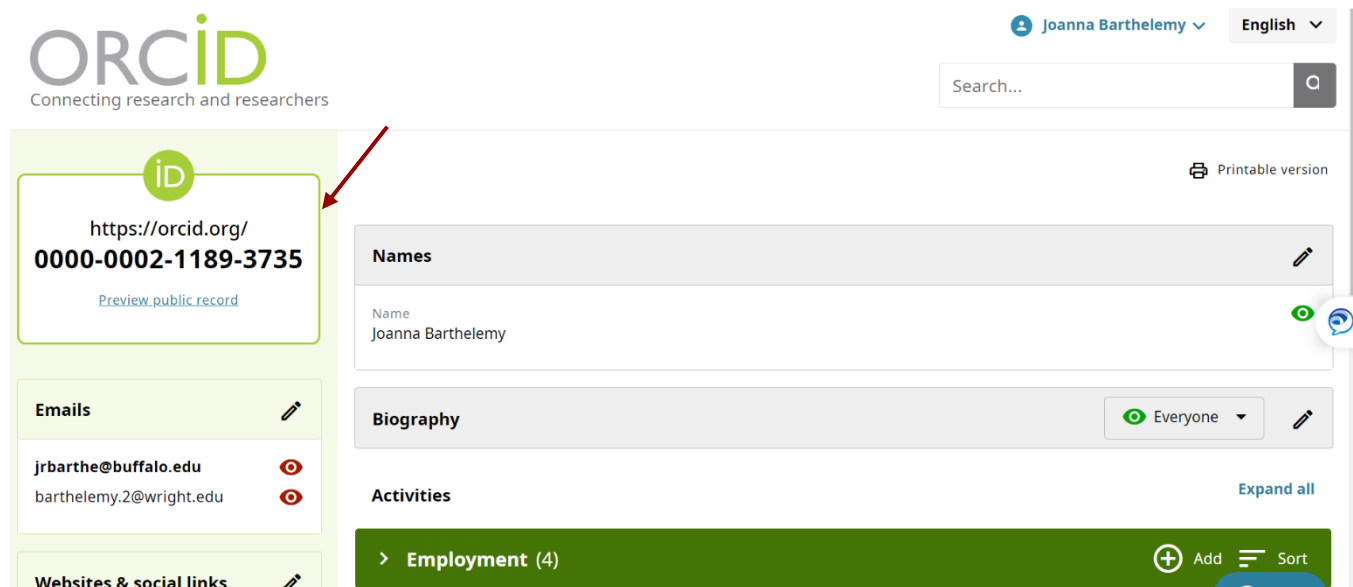 ORCiD
Connecting research and researchers
Joanna Barthelemy
English
Search...
iD
https://orcid.org/
0000-0002-1189-3735
Preview public record
Printable version
Names
Name
Joanna Barthelemy
Emails
jrbarthe@buffalo.edu
barthelemy.2@wright.edu
Biography
Everyone
Activities
Expand all
Employment (4)
Add
Sort
Websites & social links